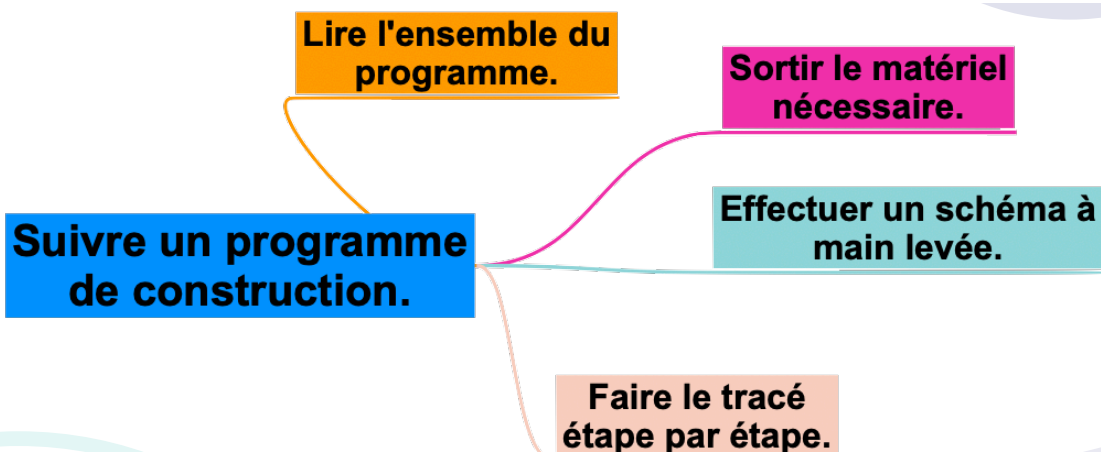 Lire l'ensemble du
programme.
Sortir le matériel
nécessaire.
Suivre un programme
de construction.
Effectuer un schéma à
main levée.
Faire le tracé
étape par étape.